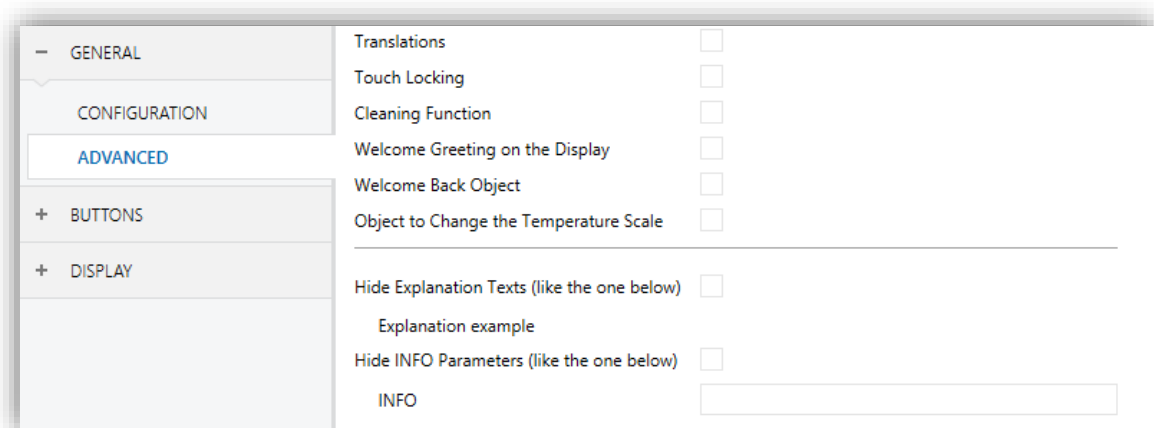 GENERAL
CONFIGURATION
ADVANCED
BUTTONS
DISPLAY
Translations
Touch Locking
Cleaning Function
Welcome Greeting on the Display
Welcome Back Object
Object to Change the Temperature Scale
Hide Explanation Texts (like the one below)
Explanation example
Hide INFO Parameters (like the one below)
INFO